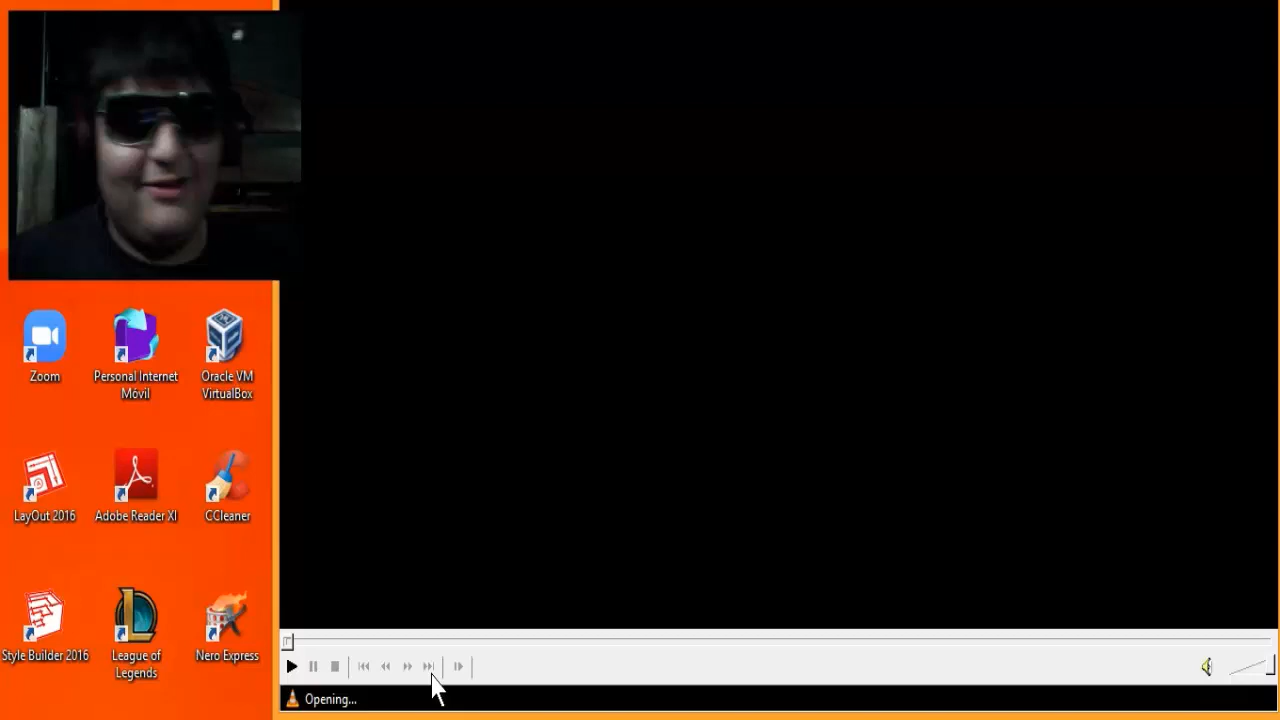 Zoom
Personal Internet
Móvil
Oracle VM
VirtualBox
LayOut 2016
Adobe Reader XI
CCleaner
Style Builder 2016
League of
Legends
Nero Express
Opening...